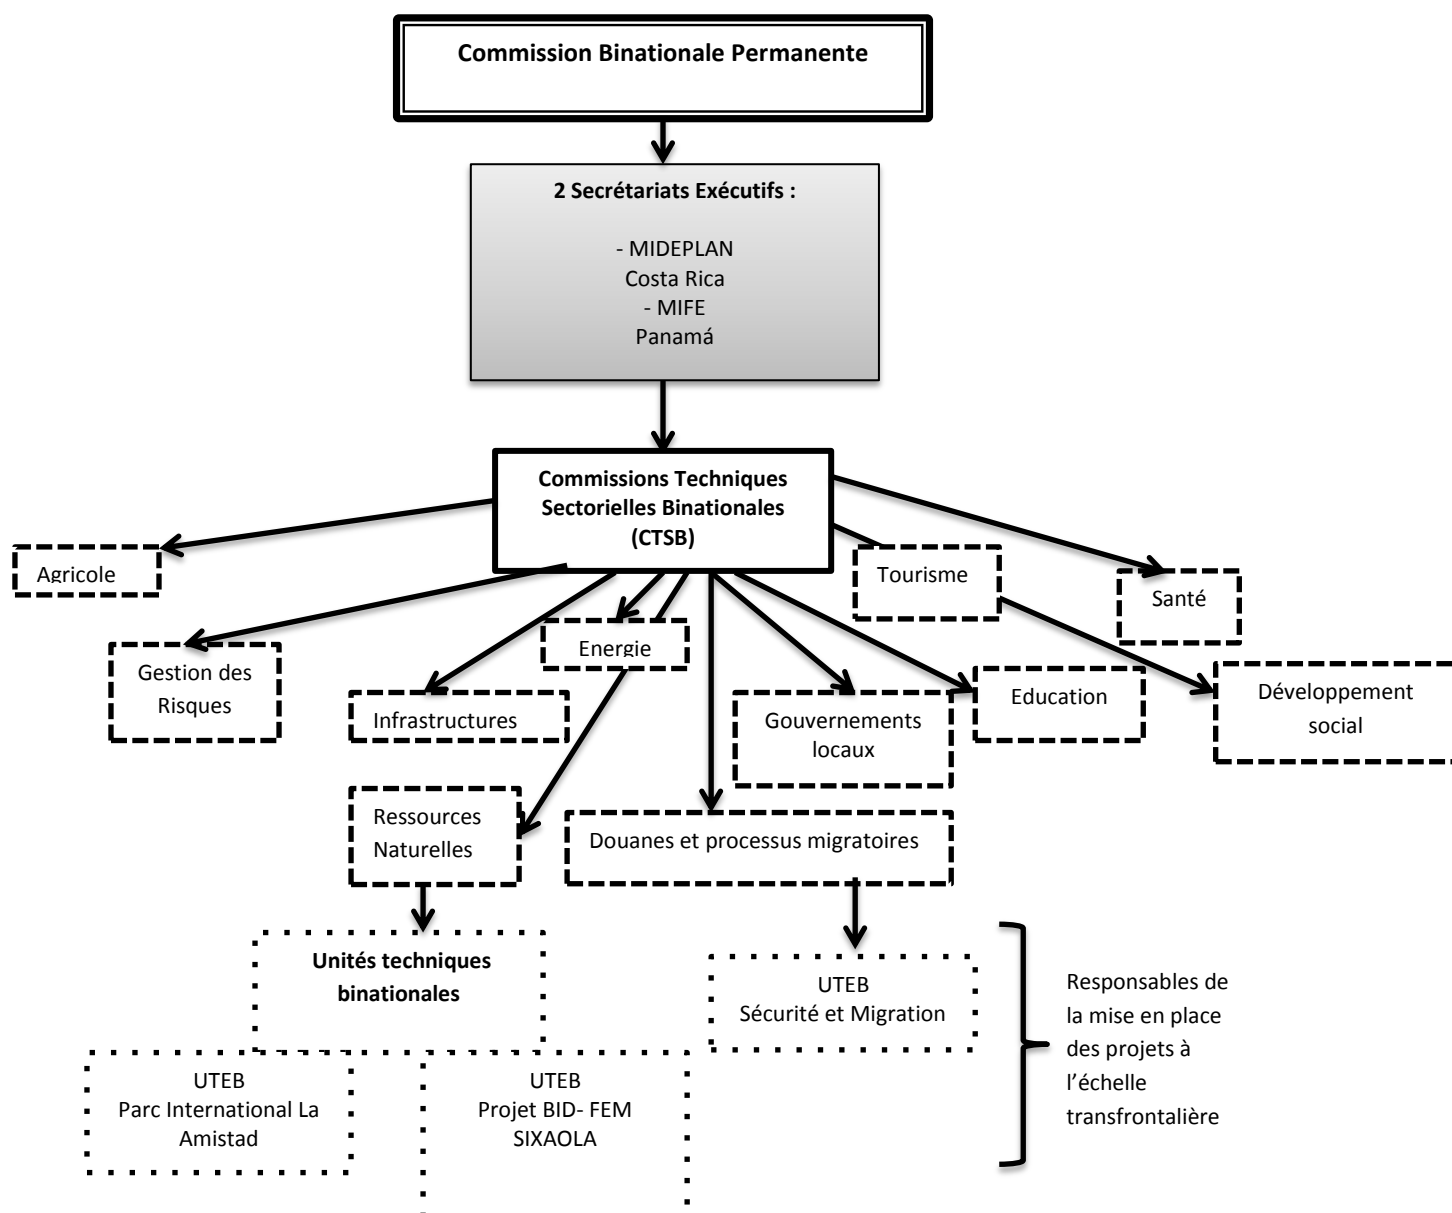 Commission Binationale Permanente
2 Secrétariats Exécutifs :
- MIDEPLAN
Costa Rica
- MIFE
Panamá
Commissions Techniques
Sectorielles Binationales
(CTSB)
Agricole
Tourisme
Santé
Gestion des
Risques
Energie
Infrastructures
Gouvernements
locaux
Education
Développement
social
Ressources
Naturelles
Douanes et processus migratoires
Unités techniques
binationales
UTEB
Sécurité et Migration
Responsables de
la mise en place
des projets à
l’échelle
transfrontalière
UTEB
Parc International La
Amistad
UTEB
Projet BID- FEM
SIXAOLA